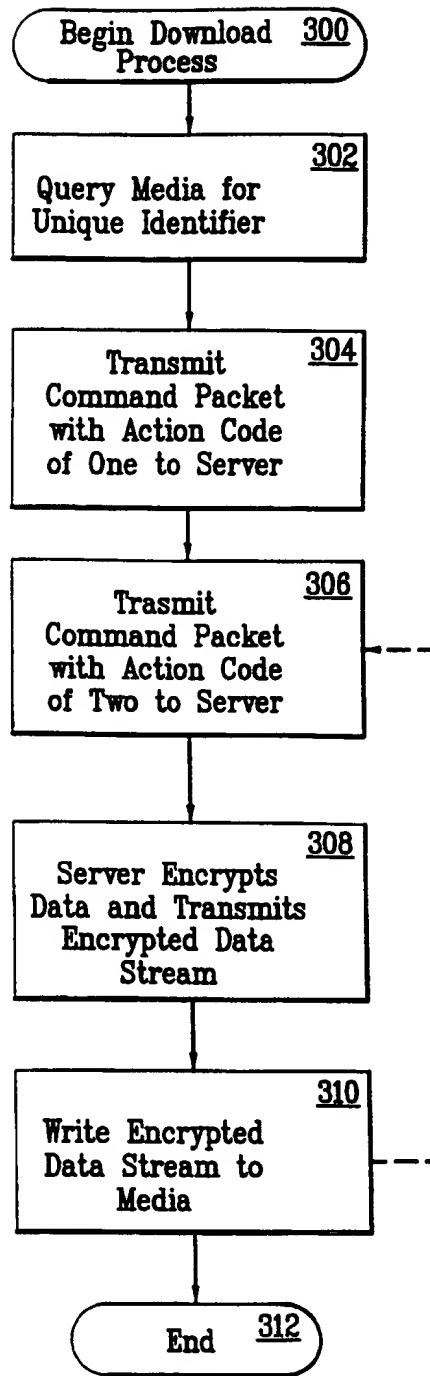 Begin Download 300
Process
302
Query Media for
Unique Identifier
304
Transmit
Command Packet
with Action Code
of One to Server
306
Trasmit
Command Packet
with Action Code
of Two to Server
308
Server Encrypts
Data and Transmits
Encrypted Data
Stream
310
Write Encrypted
Data Stream to
Media
End 312